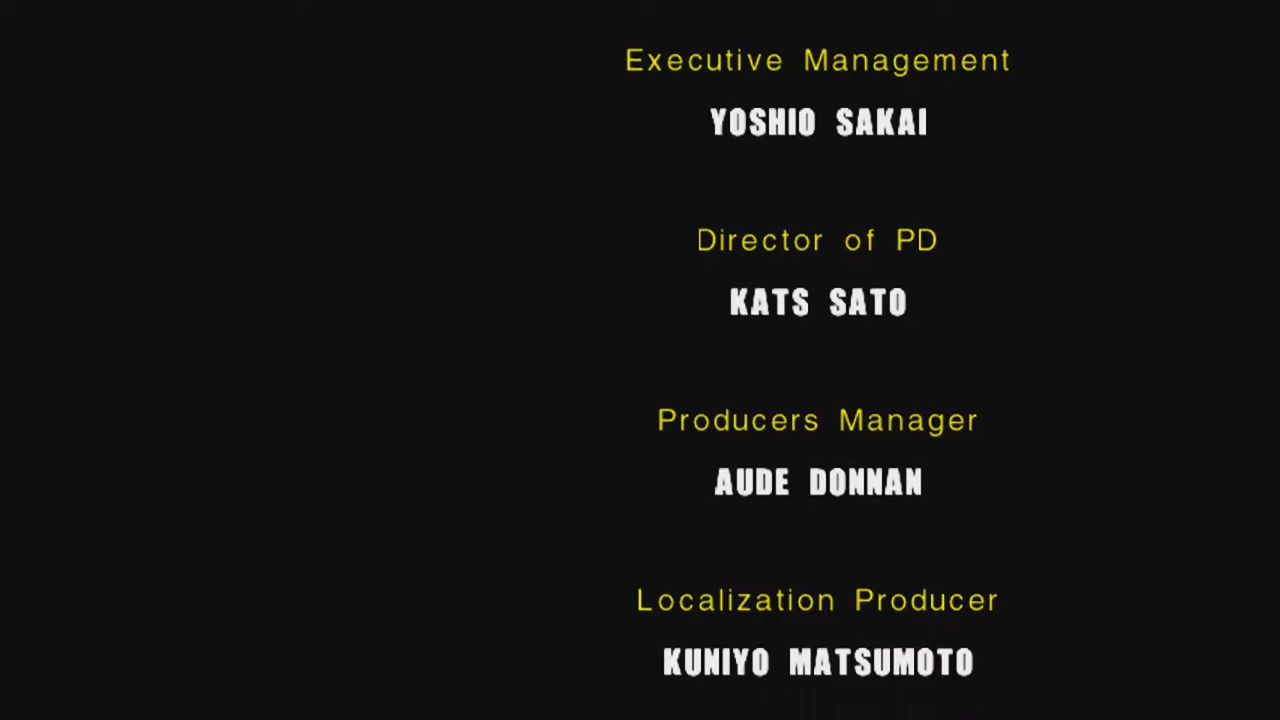 Executive Management
YOSHIO SAKAI
Director of PD
KATS SATO
Producers Manager
AUDE DONNAN
Localization Producer
KUNIYO MATSUMOTO